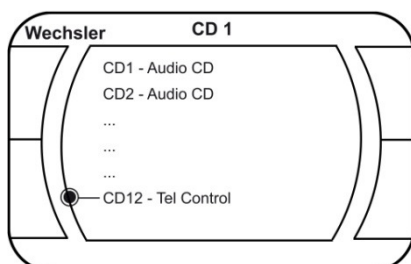 Wechsler CD 1
CD1 - Audio CD
CD2 - Audio CD
...
...
...
CD12 - Tel Control